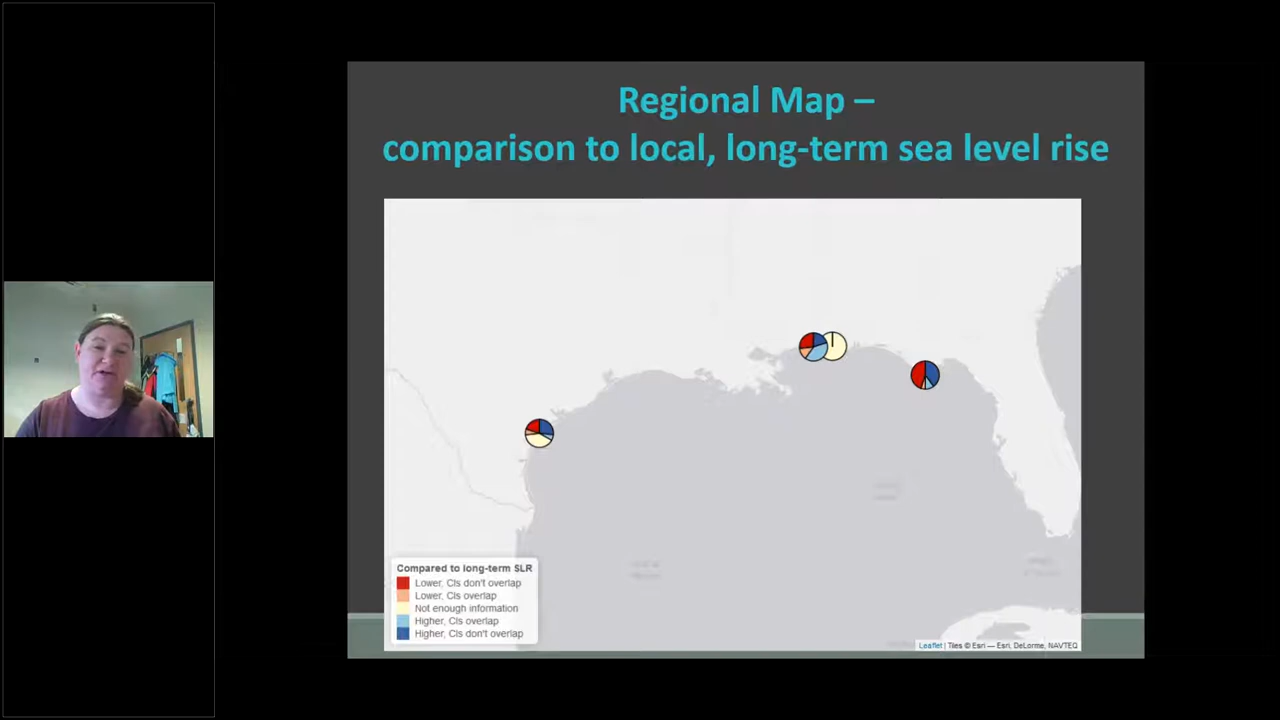 Regional Map –
comparison to local, long-term sea level rise
Compared to long-term SLR
Lower, CIs don't overlap
Lower, CIs overlap
Not enough information
Higher, CIs overlap
Higher, CIs don't overlap
Leaflet | Tiles © Esri — Esri, DeLorme, NAVTEQ